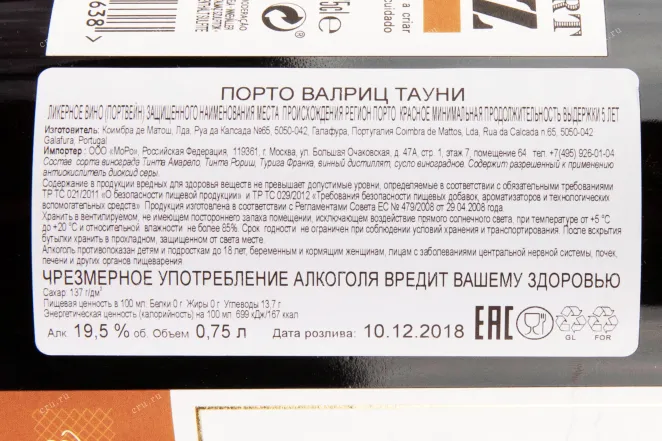 638
а criar
cuidado
Z
RT
ПОРТО ВАЛРИЦ ТАУНИ
ЛИКЕРНОЕ ВИНО (ПОРТВЕЙН) ЗАЩИЩЕННОГО НАИМЕНОВАНИЯ МЕСТА ПРОИСХОЖДЕНИЯ РЕГИОН ПОРТО КРАСНОЕ МИНИМАЛЬНАЯ ПРОДОЛЖИТЕЛЬНОСТЬ ВЫДЕРЖКИ 5 ЛЕТ
Изготовитель: Коимбра де Матош, Лда, Руа да Калсада №65, 5050-042, Галафура, Португалия Coimbra de Mattos, Lda, Rua da Calcada n.65, 5050-042
Galafura, Portugal
Импортер: ООО «МоРо», Российская Федерация, 119361, г. Москва, ул. Большая Очаковская, д. 47А стр. 1, этаж 7, помещение 64 тел. +7(495) 926-01-04
Состав: сорта винограда Тинта Амарело, Тинта Рориш, Турига Франка, винный дистиллят, сусло виноградное. Содержит разрешенный к применению
антиокислитель диоксид серы.
Содержание в продукции вредных для здоровья веществ не превышает допустимые уровни, определяемые в соответствии с обязательными требованиями
ТР ТС 021/2011 «О безопасности пищевой продукции» и ТР ТС 029/2012 «Требования безопасности пищевых добавок, ароматизаторов и технологических
вспомогательных средств» Продукция изготовлена в соответствии с Регламентами Совета ЕС № 479/2008 от 29.04.2008 года.
Хранить в вентилируемом, не имеющем постороннего запаха помещении, исключающем воздействие прямого солнечного света, при температуре от +5 °С
до +20 °С и относительной влажности не более 85%. Срок годности не ограничен при соблюдении условий хранения и транспортирования. После вскрытия
бутылки хранить в прохладном, защищенном от света месте.
Алкоголь противопоказан детям и подросткам до 18 лет, беременным и кормящим женщинам, лицам с заболеваниями центральной нервной системы, почек,
печени и других органов пищеварения.
ЧРЕЗМЕРНОЕ УПОТРЕБЛЕНИЕ АЛКОГОЛЯ ВРЕДИТ ВАШЕМУ ЗДОРОВЬЮ
Сахар: 137 г/дм³
Пищевая ценность в 100 мл: Белки 0 г Жиры 0 г Углеводы 13,7 г
Энергетическая ценность (калорийность) на 100 мл: 699 кДж/167 ккал
Алк 19,5 % об. Объем 0,75 л Дата розлива: 10.12.2018 EAC GL FOR